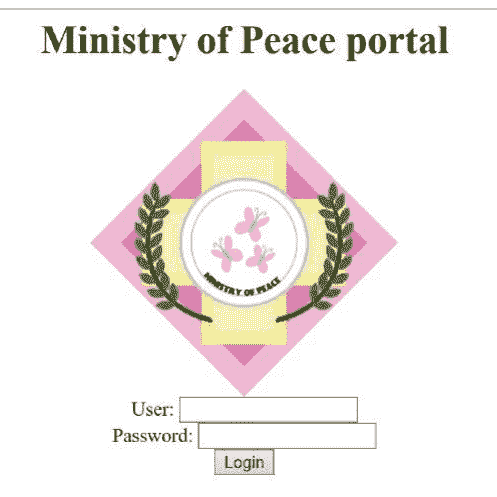 Ministry of Peace portal
MINISTRY OF PEACE
User:
Password:
Login